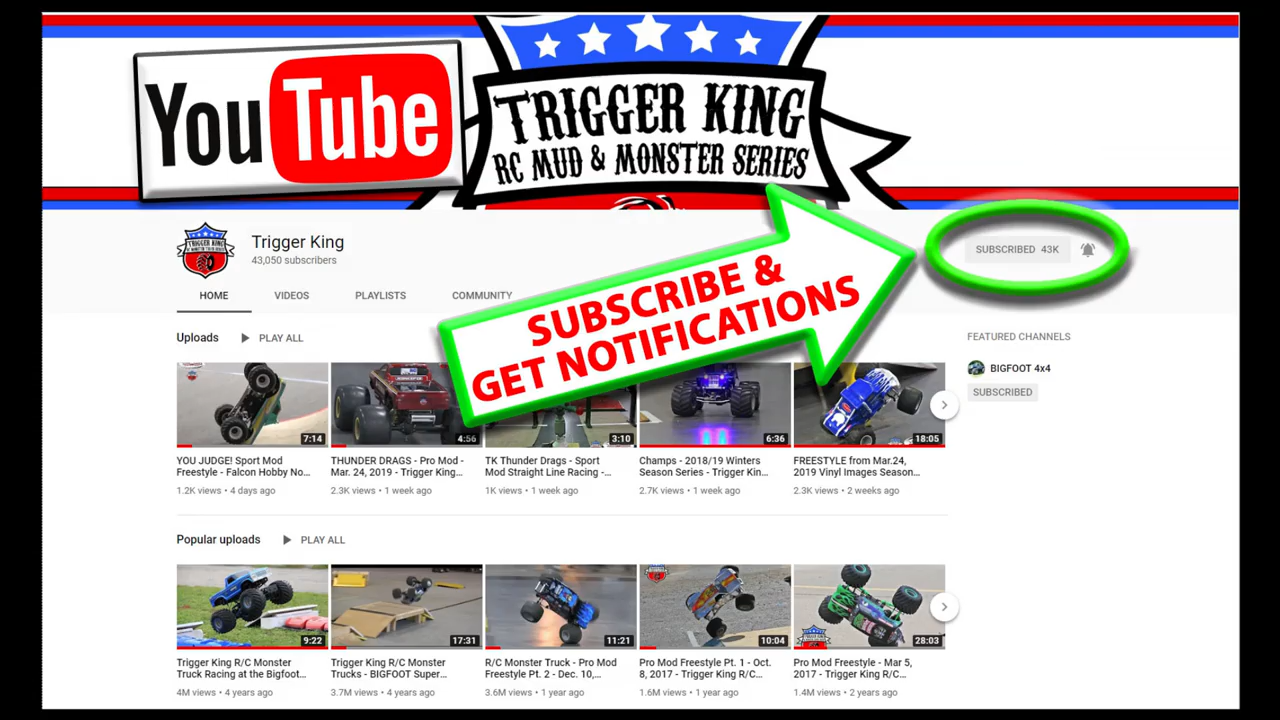 YouTube
TRIGGER KING
RC MUD & MONSTER SERIES
Trigger King
43,050 subscribers
SUBSCRIBED 43K
HOME VIDEOS PLAYLISTS COMMUNITY
SUBSCRIBE &
GET NOTIFICATIONS
Uploads PLAY ALL
FEATURED CHANNELS
BIGFOOT 4x4
SUBSCRIBED
7:14 4:56 3:10 6:36 18:05
YOU JUDGE! Sport Mod
Freestyle - Falcon Hobby No...
1.2K views • 4 days ago
THUNDER DRAGS - Pro Mod -
Mar. 24, 2019 - Trigger King...
2.3K views • 1 week ago
TK Thunder Drags - Sport
Mod Straight Line Racing -...
1K views • 1 week ago
Champs - 2018/19 Winters
Season Series - Trigger Kin...
2.7K views • 1 week ago
FREESTYLE from Mar.24,
2019 Vinyl Images Season...
2.3K views • 2 weeks ago
Popular uploads PLAY ALL
9:22 17:31 11:21 10:04 28:03
Trigger King R/C Monster
Truck Racing at the Bigfoot...
4M views • 4 years ago
Trigger King R/C Monster
Trucks - BIGFOOT Super...
3.7M views • 4 years ago
R/C Monster Truck - Pro Mod
Freestyle Pt. 2 - Dec. 10,...
3.6M views • 1 year ago
Pro Mod Freestyle Pt. 1 - Oct.
8, 2017 - Trigger King R/C...
1.6M views • 1 year ago
Pro Mod Freestyle - Mar 5,
2017 - Trigger King R/C...
1.4M views • 2 years ago